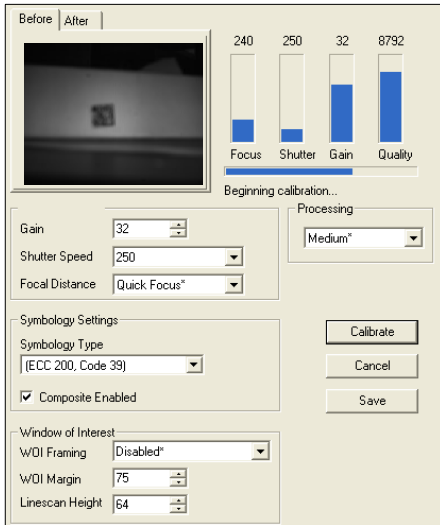 Before After
240 250 32 8792
Focus Shutter Gain Quality
Beginning calibration...
Processing
Gain 32 Medium*
Shutter Speed 250
Focal Distance Quick Focus*
Symbology Settings
Symbology Type Calibrate
(ECC 200, Code 39)
Cancel
Composite Enabled
Save
Window of Interest
WOI Framing Disabled*
WOI Margin 75
Linescan Height 64